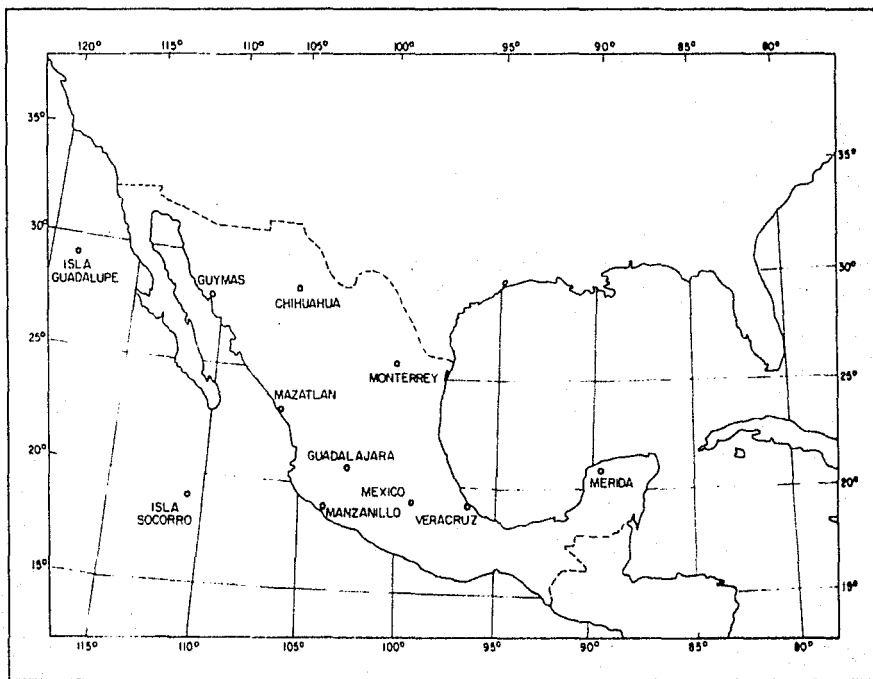 120° 115° 110° 105° 100° 95° 90° 85° 80°
35° 35°
30° 30°
ISLA
GUADALUPE
GUYMAS
CHIHUAHUA
25° 25°
MONTERREY
MAZATLAN
20° 20°
GUADALAJARA
MERIDA
ISLA
SOCORRO
MEXICO
MANZANILLO
VERACRUZ
15° 15°
115° 110° 105° 100° 95° 90° 85° 80°